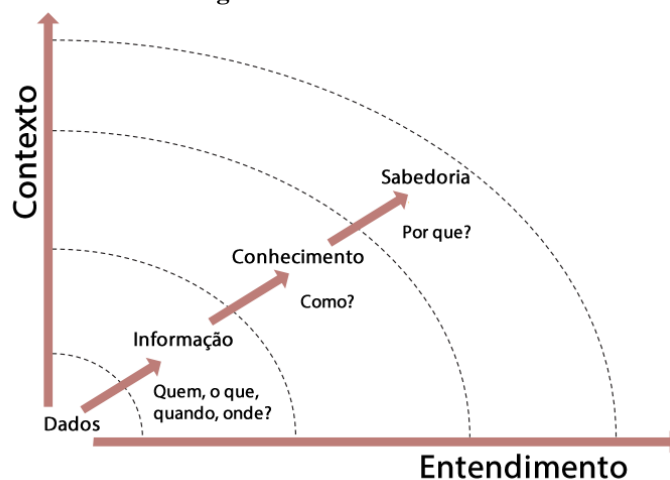 Contexto
Sabedoria
Por que?
Conhecimento
Como?
Informação
Quem, o que,
quando, onde?
Dados
Entendimento